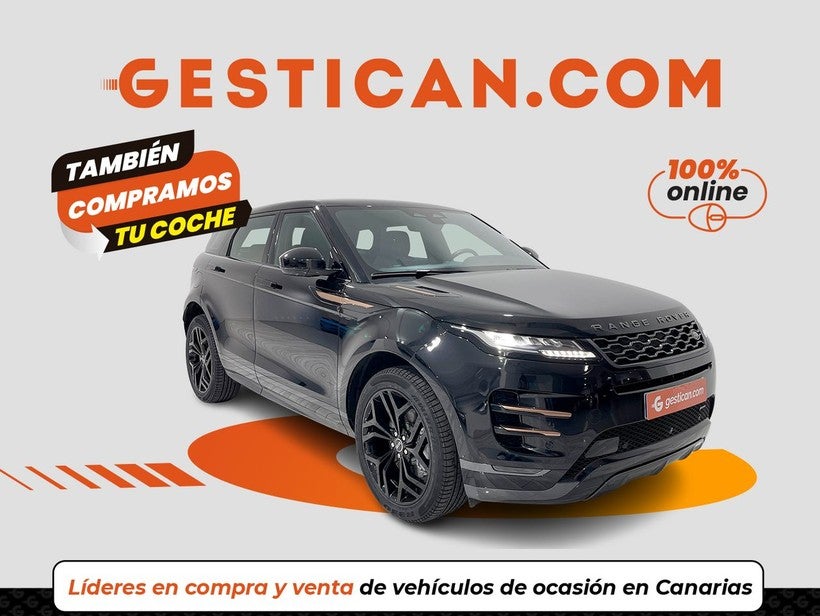 GESTICAN.COM
TAMBIÉN
COMPRAMOS
TU COCHE
100%
online
RANGE ROVER
gestican.com
Líderes en compra y venta de vehículos de ocasión en Canarias